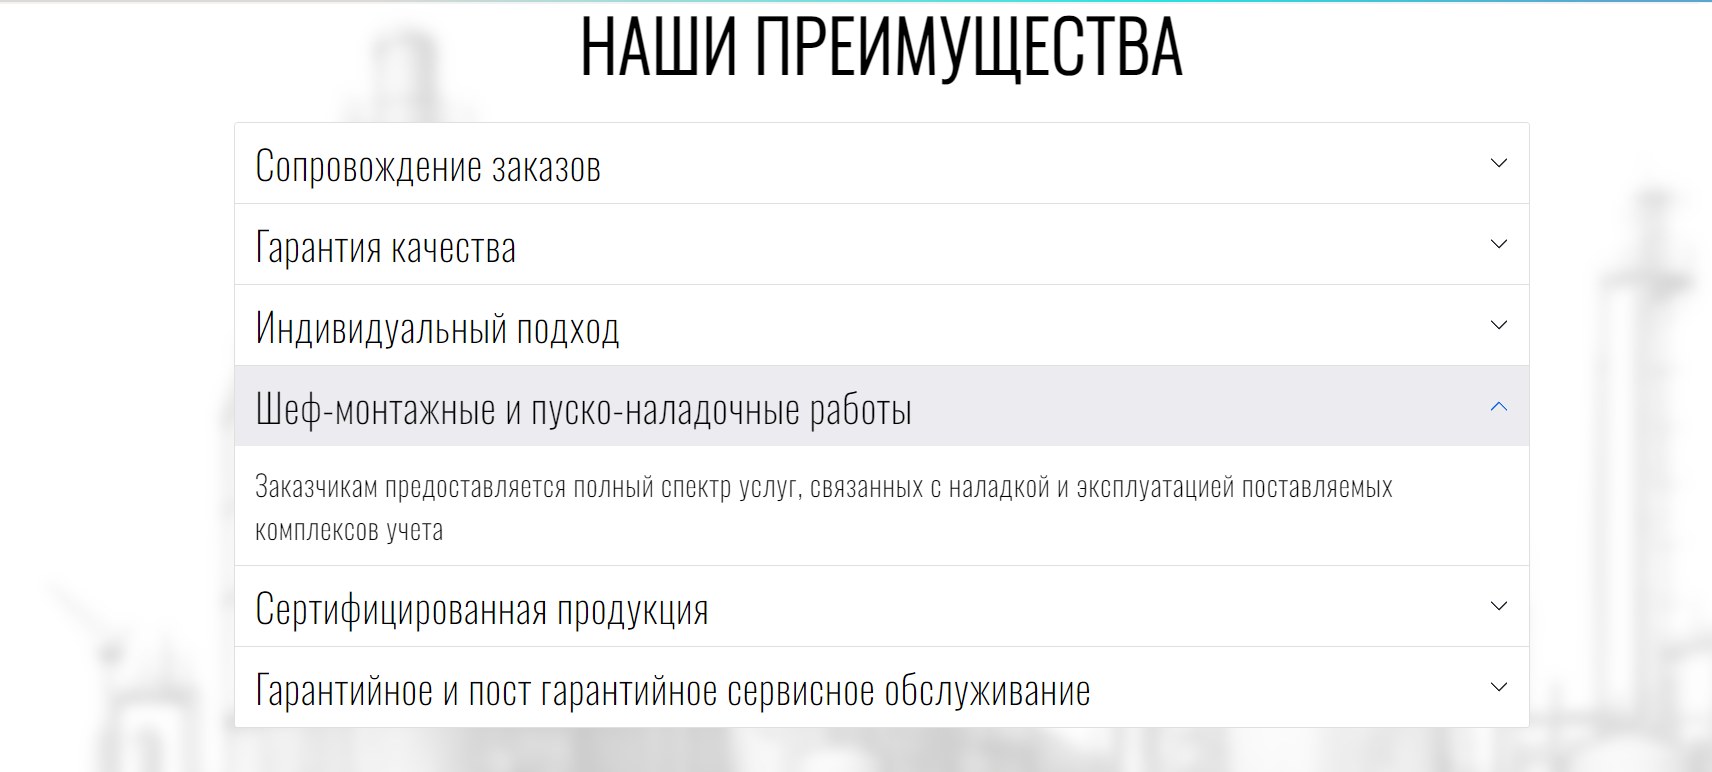 НАШИ ПРЕИМУЩЕСТВА
Сопровождение заказов
Гарантия качества
Индивидуальный подход
Шеф-монтажные и пуско-наладочные работы
Заказчикам предоставляется полный спектр услуг, связанных с наладкой и эксплуатацией поставляемых
комплексов учета
Сертифицированная продукция
Гарантийное и пост гарантийное сервисное обслуживание